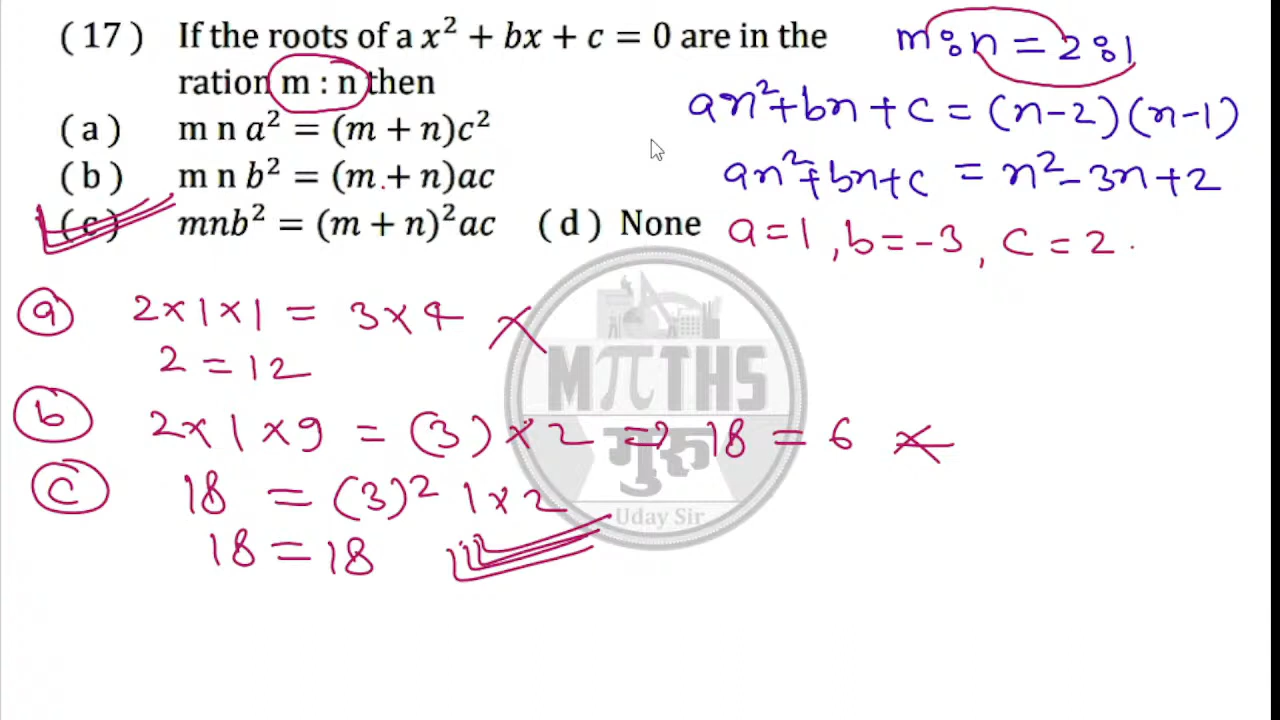 ( 17 ) If the roots of a x² + bx + c = 0 are in the
ration m : n then
( a ) m n a² = (m + n)c²
( b ) m n b² = (m + n)ac
( c ) mnb² = (m + n)²ac ( d ) None
m : n = 2 : 1
ax² + bx + c = (x-2) (x-1)
ax² + bx + c = x² - 3x + 2
a = 1 , b = -3 , c = 2 .
(a) 2 × 1 × 1 = 3 × 4 ×
2 = 12
(b) 2 × 1 × 9 = (3) × 2 ⇒ 18 = 6 ×
(c) 18 = (3)² 1 × 2
18 = 18
MπTHS
गुरु
Uday Sir